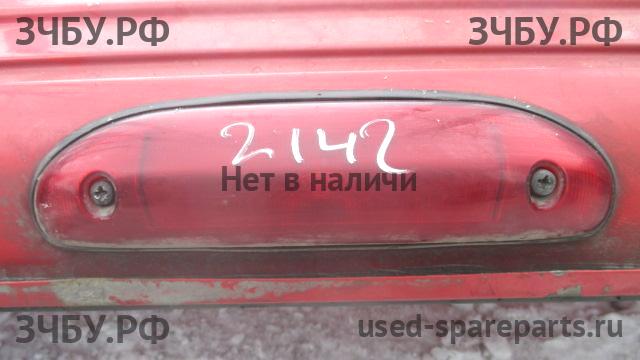 ЗЧБУ.РФ ЗЧБУ.РФ
2142
Нет в наличи
ЗЧБУ.РФ used-spareparts.ru